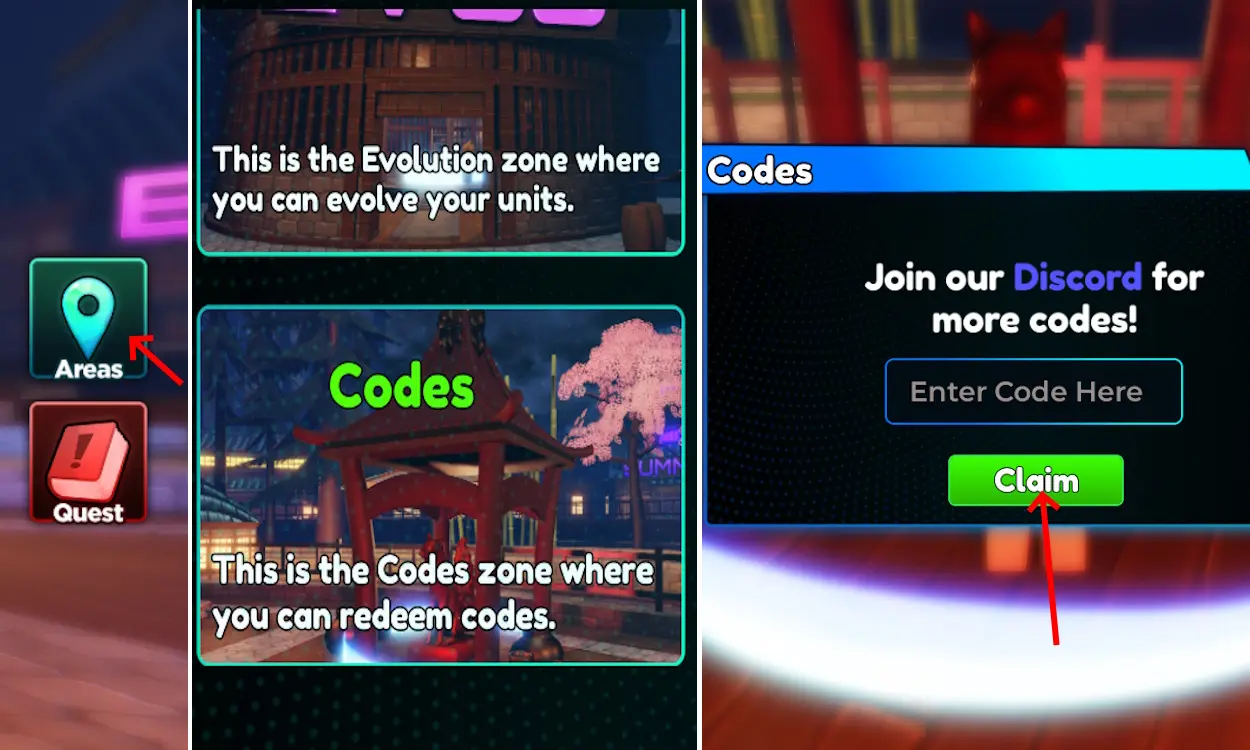 Areas
Quest
This is the Evolution zone where
you can evolve your units.
Codes
This is the Codes zone where
you can redeem codes.
Codes
Join our Discord for
more codes!
Enter Code Here
Claim